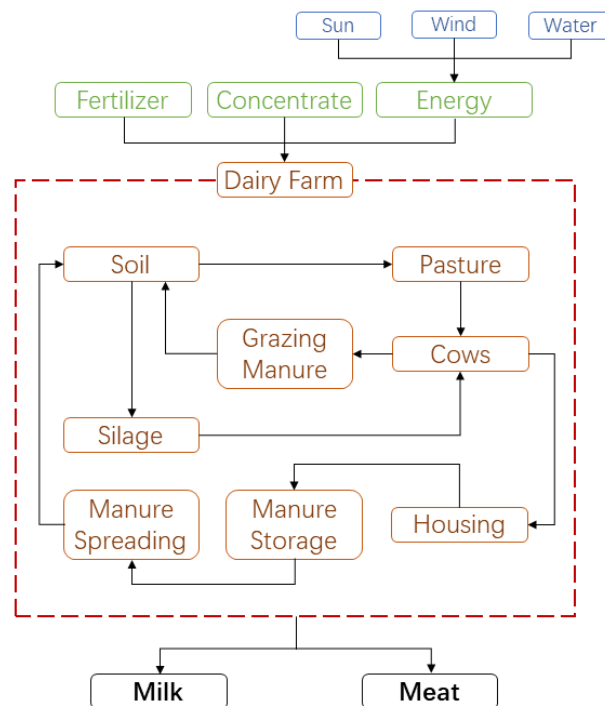 Sun
Wind
Water
Fertilizer
Concentrate
Energy
Dairy Farm
Soil
Pasture
Grazing
Manure
Cows
Silage
Manure
Spreading
Manure
Storage
Housing
Milk
Meat